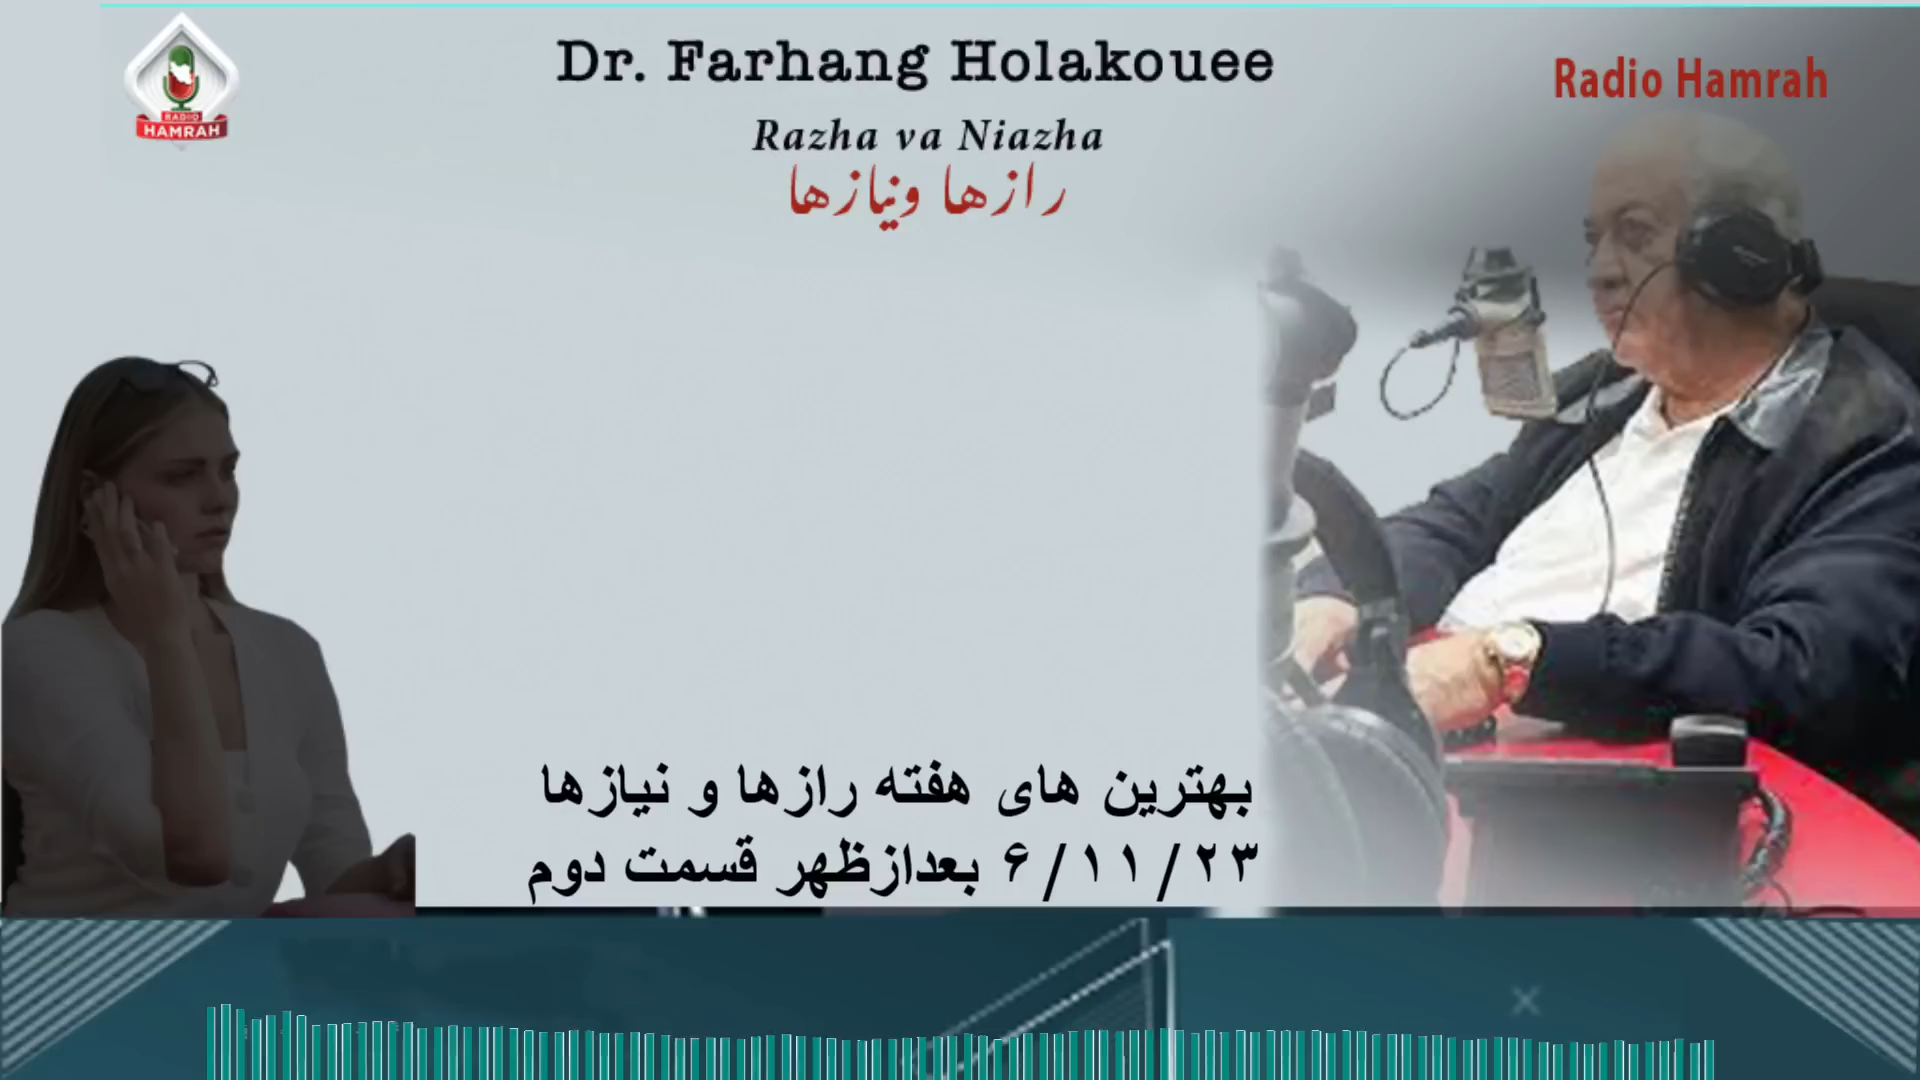 Dr. Farhang Holakouee
Radio Hamrah
Razha va Niazha
رازها ونیازها
RADIO
HAMRAH
بهترین های هفته رازها و نیازها
۶/۱۱/۲۳ بعدازظهر قسمت دوم